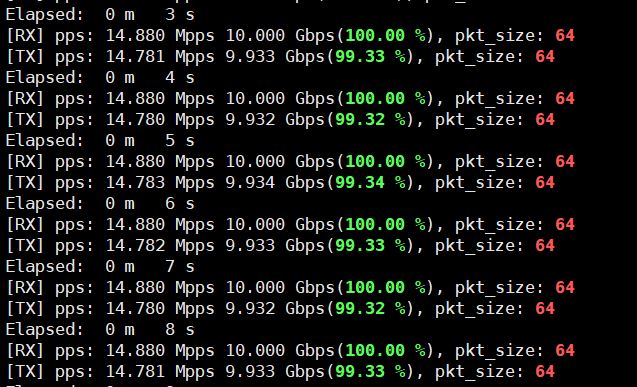 Elapsed:  0 m   3 s
[RX] pps: 14.880 Mpps 10.000 Gbps(100.00 %), pkt_size: 64
[TX] pps: 14.781 Mpps 9.933 Gbps(99.33 %), pkt_size: 64
Elapsed:  0 m   4 s
[RX] pps: 14.880 Mpps 10.000 Gbps(100.00 %), pkt_size: 64
[TX] pps: 14.780 Mpps 9.932 Gbps(99.32 %), pkt_size: 64
Elapsed:  0 m   5 s
[RX] pps: 14.880 Mpps 10.000 Gbps(100.00 %), pkt_size: 64
[TX] pps: 14.783 Mpps 9.934 Gbps(99.34 %), pkt_size: 64
Elapsed:  0 m   6 s
[RX] pps: 14.880 Mpps 10.000 Gbps(100.00 %), pkt_size: 64
[TX] pps: 14.782 Mpps 9.933 Gbps(99.33 %), pkt_size: 64
Elapsed:  0 m   7 s
[RX] pps: 14.880 Mpps 10.000 Gbps(100.00 %), pkt_size: 64
[TX] pps: 14.780 Mpps 9.932 Gbps(99.32 %), pkt_size: 64
Elapsed:  0 m   8 s
[RX] pps: 14.880 Mpps 10.000 Gbps(100.00 %), pkt_size: 64
[TX] pps: 14.781 Mpps 9.933 Gbps(99.33 %), pkt_size: 64